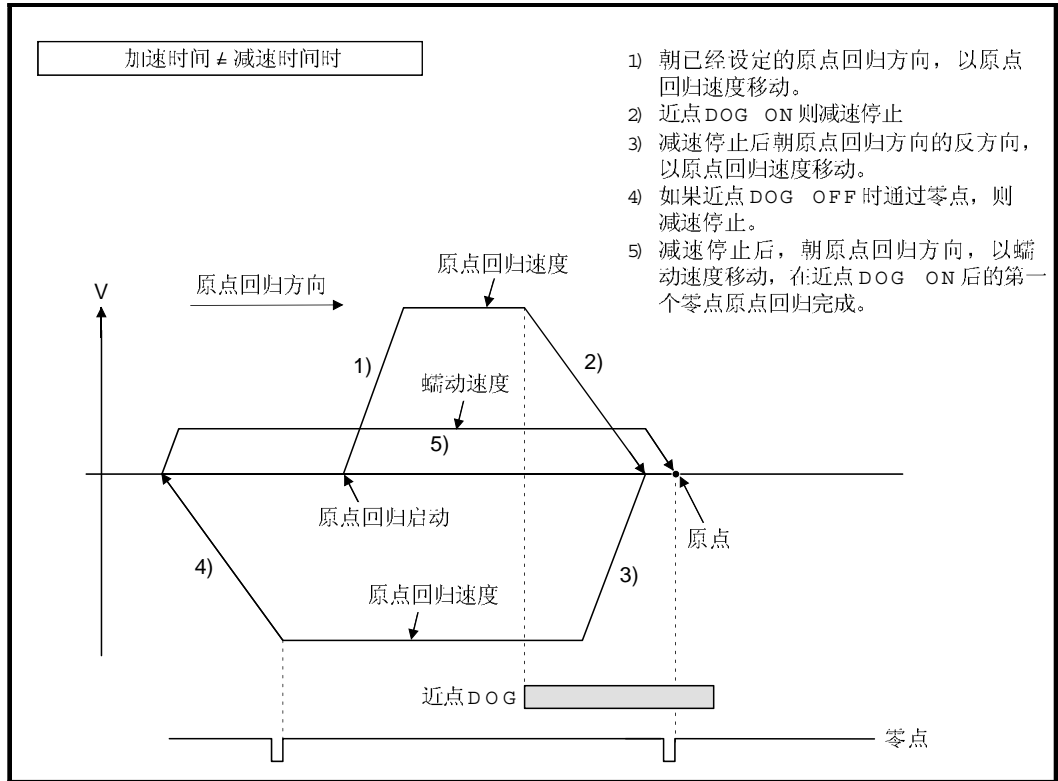 加速时间≠减速时间时
1) 朝已经设定的原点回归方向，以原点
回归速度移动。
2) 近点DOG ON则减速停止
3) 减速停止后朝原点回归方向的反方向，
以原点回归速度移动。
4) 如果近点DOG OFF时通过零点，则
减速停止。
5) 减速停止后，朝原点回归方向，以蠕
动速度移动，在近点DOG ON后的第一
个零点原点回归完成。
原点回归速度
原点回归方向
V
1)
2)
蠕动速度
5)
原点回归启动
原点
4)
3)
原点回归速度
近点DOG
零点